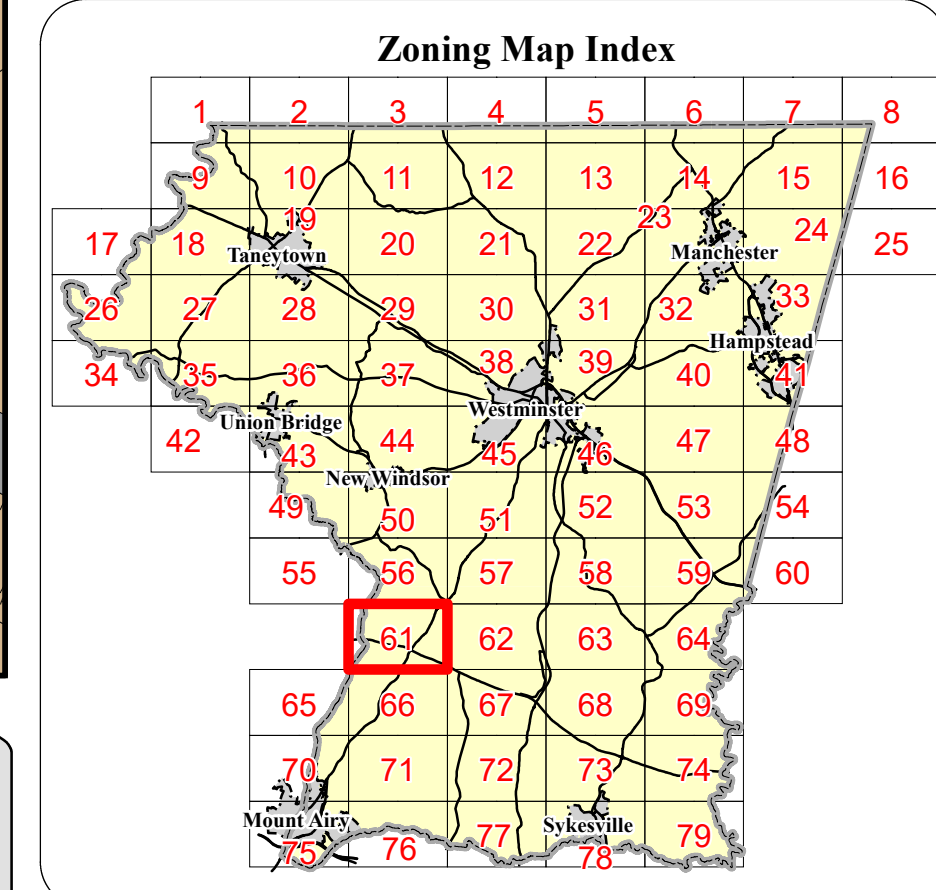 Zoning Map Index
1 2 3 4 5 6 7 8
9 10 11 12 13 14 15 16
17 18 19 20 21 22 23 24 25
Taneytown
Manchester
26 27 28 29 30 31 32 33
Hampstead
34 35 36 37 38 39 40 41
Westminster
Union Bridge
42 43 44 45 46 47 48
New Windsor
49 50 51 52 53 54
55 56 57 58 59 60
61 62 63 64
65 66 67 68 69
70 71 72 73 74
Mount Airy
Sykesville
75 76 77 78 79